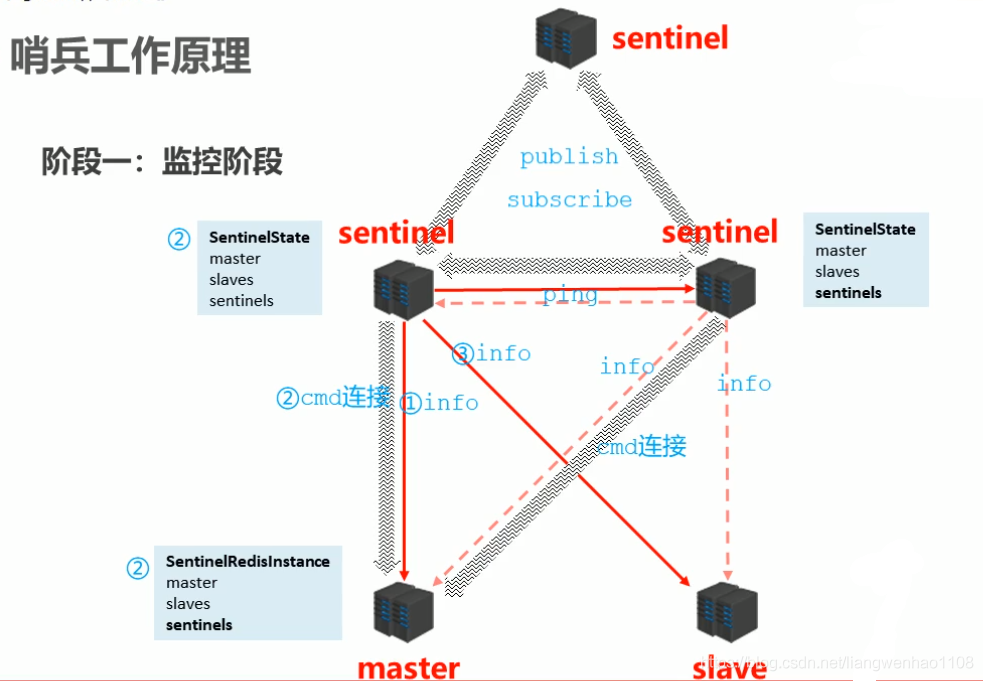 哨兵工作原理
sentinel
阶段一：监控阶段
publish
subscribe
②
SentinelState
master
slaves
sentinels
sentinel
sentinel
SentinelState
master
slaves
sentinels
ping
③info
info
info
②cmd连接
①info
cmd连接
②
SentinelRedisInstance
master
slaves
sentinels
master
slave
https://blog.csdn.net/liangwenhao1108